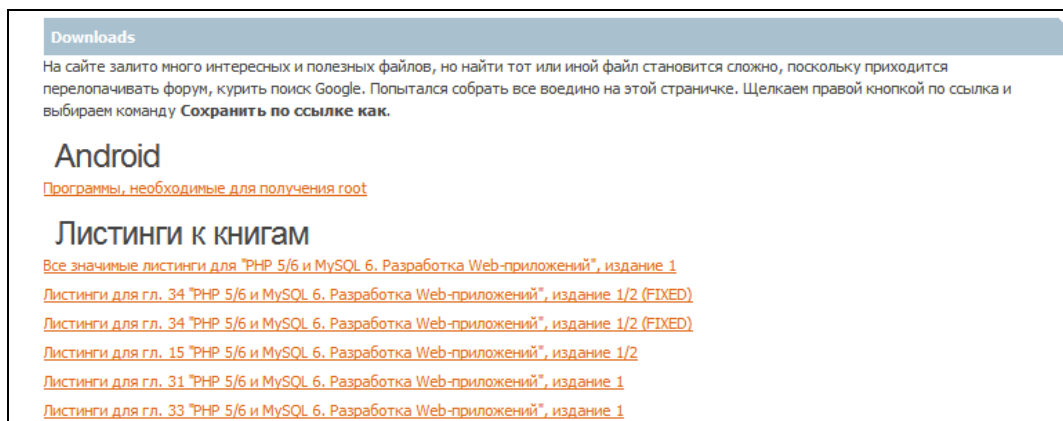 Downloads
На сайте залито много интересных и полезных файлов, но найти тот или иной файл становится сложно, поскольку приходится
перелопачивать форум, курить поиск Google. Попытался собрать все воедино на этой страничке. Щелкаем правой кнопкой по ссылка и
выбираем команду Сохранить по ссылке как.
Android
Программы, необходимые для получения root
Листинги к книгам
Все значимые листинги для "PHP 5/6 и MySQL 6. Разработка Web-приложений", издание 1
Листинги для гл. 34 "PHP 5/6 и MySQL 6. Разработка Web-приложений", издание 1/2 (FIXED)
Листинги для гл. 34 "PHP 5/6 и MySQL 6. Разработка Web-приложений", издание 1/2 (FIXED)
Листинги для гл. 15 "PHP 5/6 и MySQL 6. Разработка Web-приложений", издание 1/2
Листинги для гл. 31 "PHP 5/6 и MySQL 6. Разработка Web-приложений", издание 1
Листинги для гл. 33 "PHP 5/6 и MySQL 6. Разработка Web-приложений", издание 1